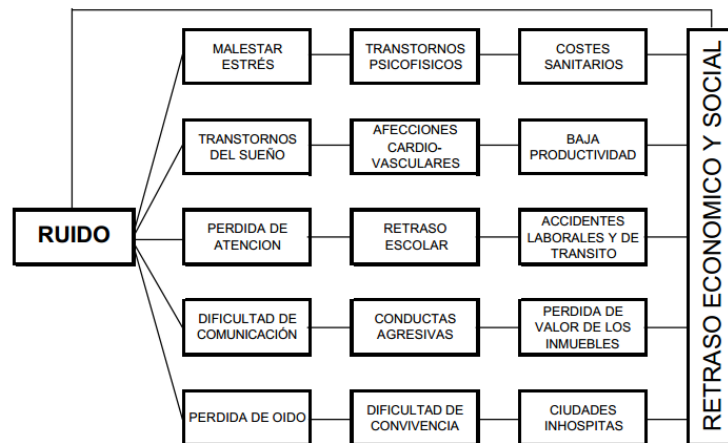 MALESTAR
ESTRÉS
TRANSTORNOS
PSICOFISICOS
COSTES
SANITARIOS
TRANSTORNOS
DEL SUEÑO
AFECCIONES
CARDIO-
VASCULARES
BAJA
PRODUCTIVIDAD
RUIDO
PERDIDA DE
ATENCION
RETRASO
ESCOLAR
ACCIDENTES
LABORALES Y DE
TRANSITO
DIFICULTAD DE
COMUNICACIÓN
CONDUCTAS
AGRESIVAS
PERDIDA DE
VALOR DE LOS
INMUEBLES
PERDIDA DE OIDO
DIFICULTAD DE
CONVIVENCIA
CIUDADES
INHOSPITAS
RETRASO ECONOMICO Y SOCIAL